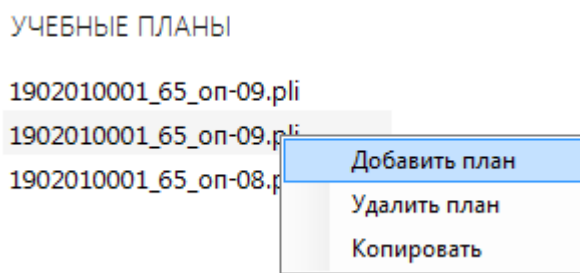 УЧЕБНЫЕ ПЛАНЫ
1902010001_65_оп-09.pli
1902010001_65_оп-09.pli
1902010001_65_оп-08.p
Добавить план
Удалить план
Копировать